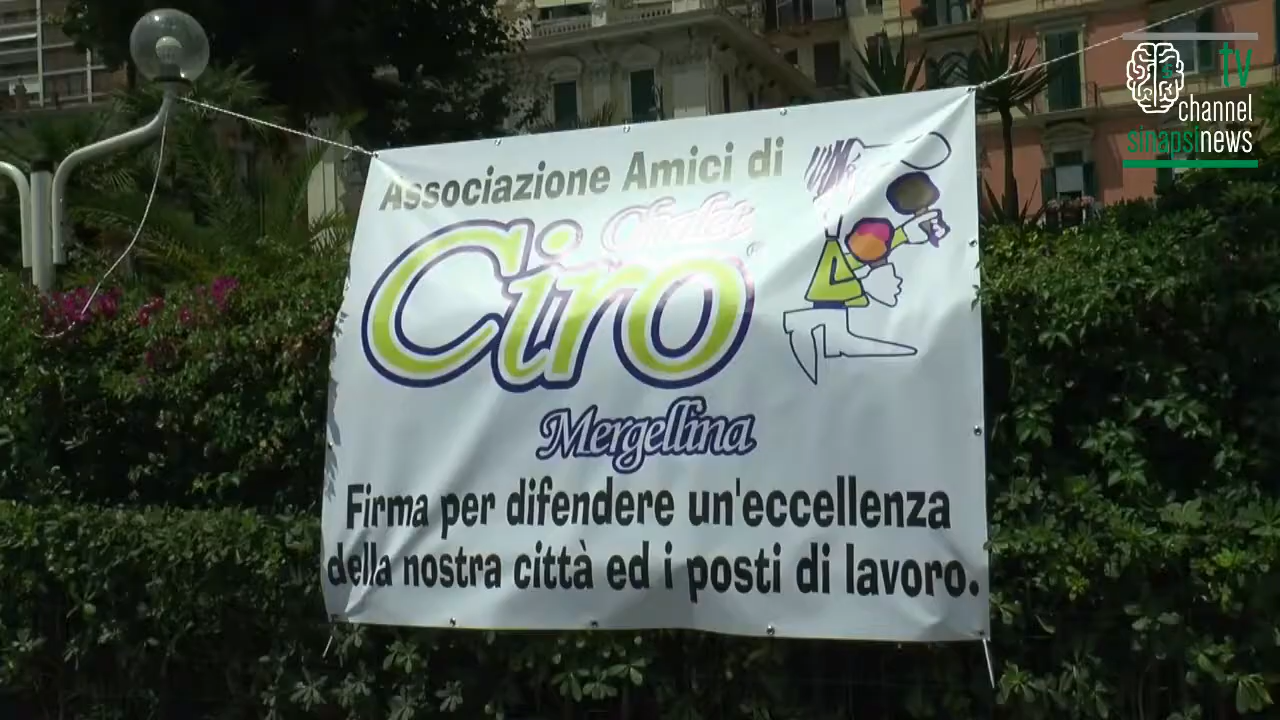 Associazione Amici di
Chalet
Ciro
Mergellina
Firma per difendere un'eccellenza
della nostra città ed i posti di lavoro.
tv
channel
sinapsinews